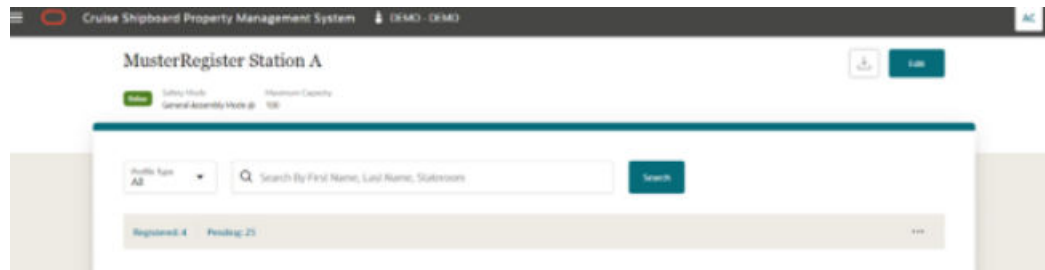 Cruise Shipboard Property Management System DEMO - DEMO AC
MusterRegister Station A
Edit
Safety Mode Maximum Capacity
General Assembly Mode 100
Profile Type
All
Search By First Name, Last Name, Stateroom
Search
Registered: 4 Pending: 25